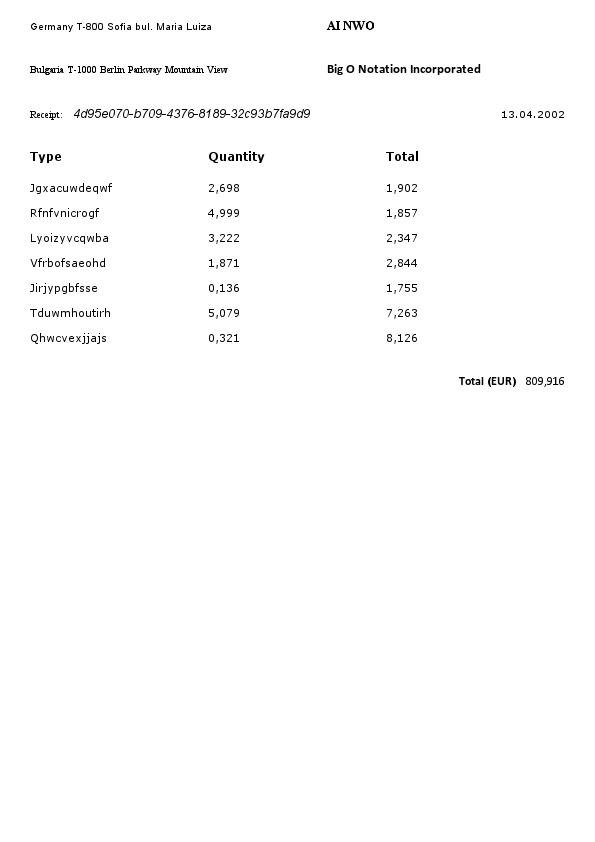 Germany T-800 Sofia bul. Maria Luiza AI NWO
Bulgaria T-1000 Berlin Parkway Mountain View Big O Notation Incorporated
Receipt: 4d95e070-b709-4376-8189-32c93b7fa9d9 13.04.2002
Type Quantity Total
Jgxacuwdeqwf 2,698 1,902
Rfnfvnicrogf 4,999 1,857
Lyoizyvcqwba 3,222 2,347
Vfrbofsaeohd 1,871 2,844
Jirjypgbfsse 0,136 1,755
Tduwmhoutirh 5,079 7,263
Qhwcvexjjajs 0,321 8,126
Total (EUR) 809,916